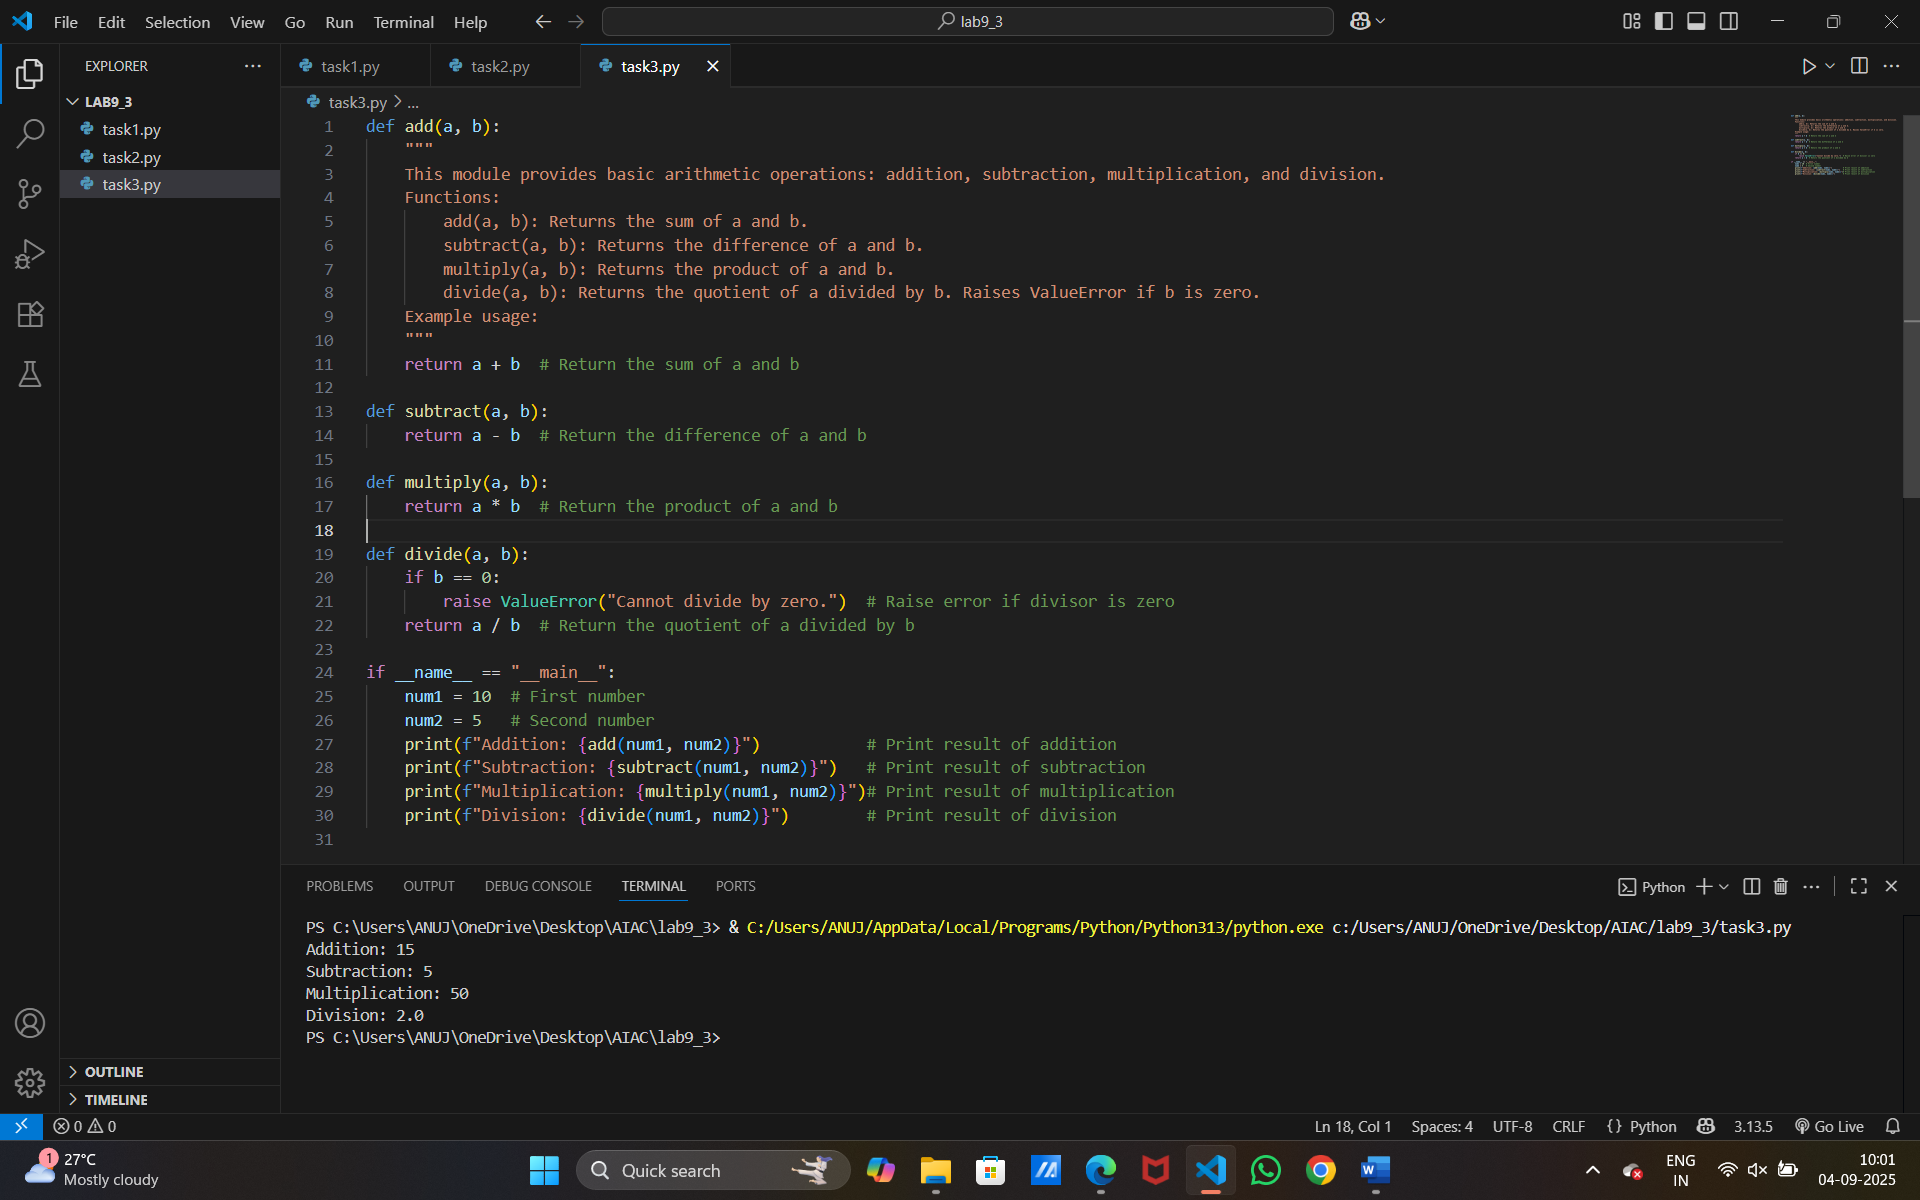 File Edit Selection View Go Run Terminal Help lab9_3
EXPLORER
task1.py task2.py task3.py
LAB9_3
task1.py
task2.py
task3.py
task3.py > ...
1 def add(a, b):
2 """
3 This module provides basic arithmetic operations: addition, subtraction, multiplication, and division.
4 Functions:
5 add(a, b): Returns the sum of a and b.
6 subtract(a, b): Returns the difference of a and b.
7 multiply(a, b): Returns the product of a and b.
8 divide(a, b): Returns the quotient of a divided by b. Raises ValueError if b is zero.
9 Example usage:
10 """
11 return a + b  # Return the sum of a and b
12
13 def subtract(a, b):
14 return a - b  # Return the difference of a and b
15
16 def multiply(a, b):
17 return a * b  # Return the product of a and b
18
19 def divide(a, b):
20 if b == 0:
21 raise ValueError("Cannot divide by zero.")  # Raise error if divisor is zero
22 return a / b  # Return the quotient of a divided by b
23
24 if __name__ == "__main__":
25 num1 = 10  # First number
26 num2 = 5   # Second number
27 print(f"Addition: {add(num1, num2)}")           # Print result of addition
28 print(f"Subtraction: {subtract(num1, num2)}")   # Print result of subtraction
29 print(f"Multiplication: {multiply(num1, num2)}")# Print result of multiplication
30 print(f"Division: {divide(num1, num2)}")        # Print result of division
31
PROBLEMS OUTPUT DEBUG CONSOLE TERMINAL PORTS Python
PS C:\Users\ANUJ\OneDrive\Desktop\AIAC\lab9_3> & C:/Users/ANUJ/AppData/Local/Programs/Python/Python313/python.exe c:/Users/ANUJ/OneDrive/Desktop/AIAC/lab9_3/task3.py
Addition: 15
Subtraction: 5
Multiplication: 50
Division: 2.0
PS C:\Users\ANUJ\OneDrive\Desktop\AIAC\lab9_3>
OUTLINE
TIMELINE
0 0 Ln 18, Col 1 Spaces: 4 UTF-8 CRLF {} Python 3.13.5 Go Live
1 27°C
Mostly cloudy
Quick search
ENG
IN
10:01
04-09-2025